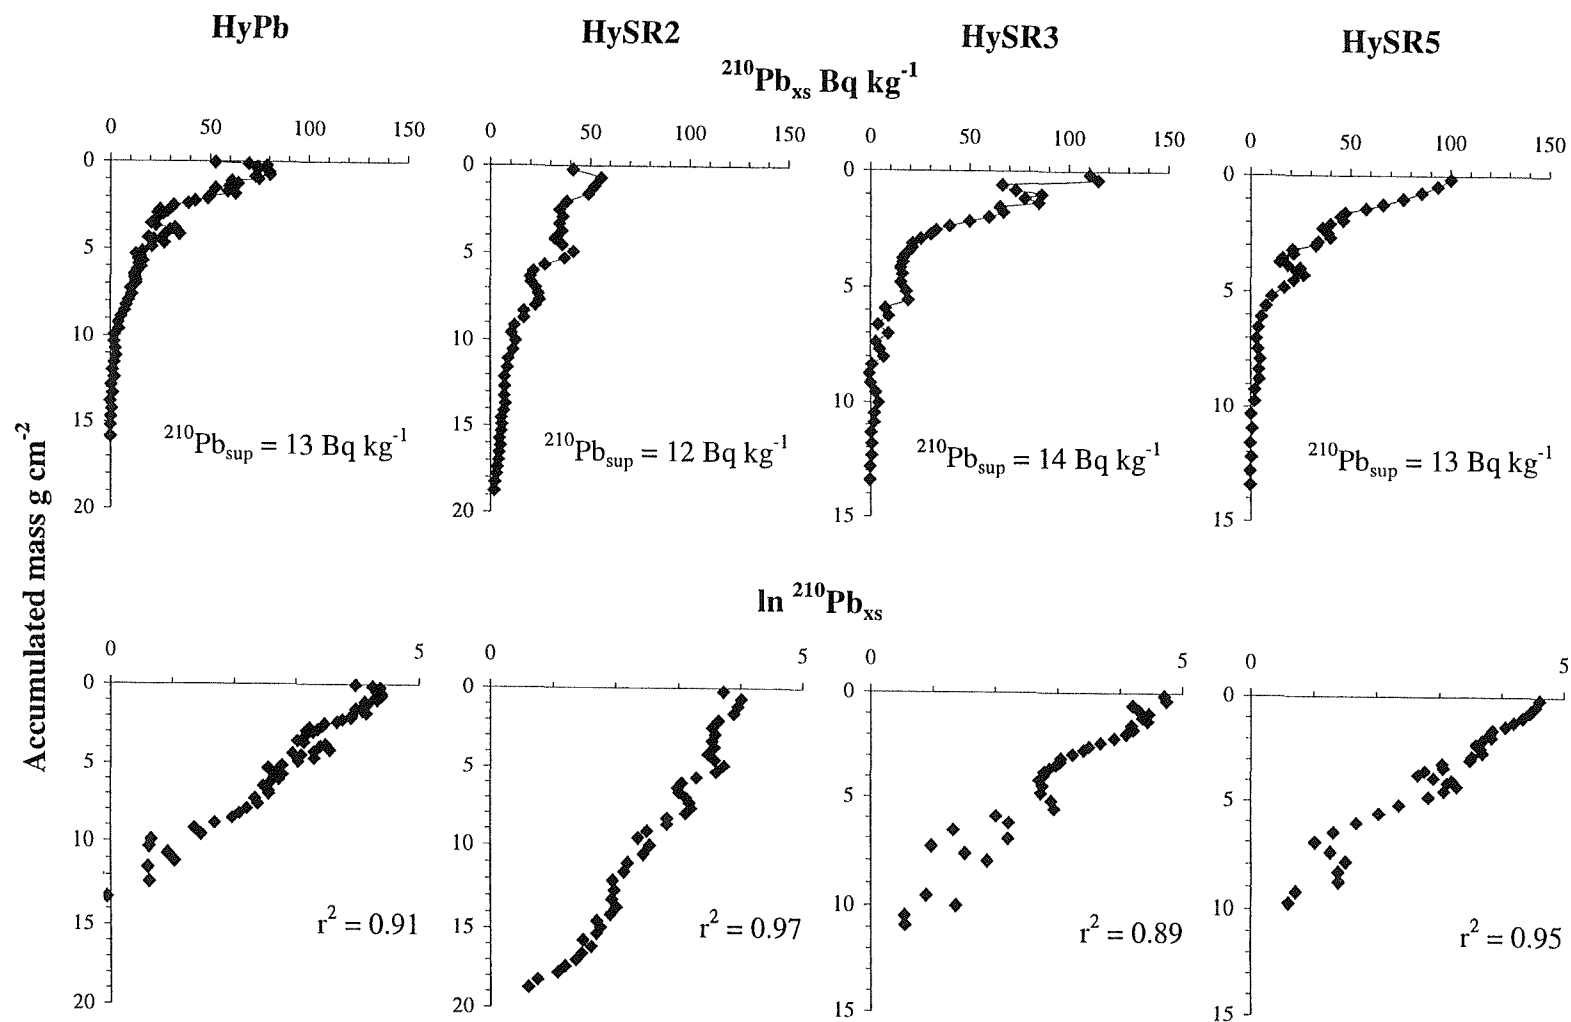 HyPb HySR2 HySR3 HySR5
²¹⁰Pbₓₛ Bq kg⁻¹
0 50 100 150 0 50 100 150 0 50 100 150 0 50 100 150
0 0 0 0
5 5 5 5
10 10 10 10
15 15 15 15
20 20
Accumulated mass g cm⁻²
²¹⁰Pbsup = 13 Bq kg⁻¹ ²¹⁰Pbsup = 12 Bq kg⁻¹ ²¹⁰Pbsup = 14 Bq kg⁻¹ ²¹⁰Pbsup = 13 Bq kg⁻¹
ln ²¹⁰Pbₓₛ
0 5 0 5 0 5 0 5
0 0 0 0
5 5 5 5
10 10 10 10
r² = 0.91 r² = 0.97 r² = 0.89 r² = 0.95
15 15 15 15
20 20